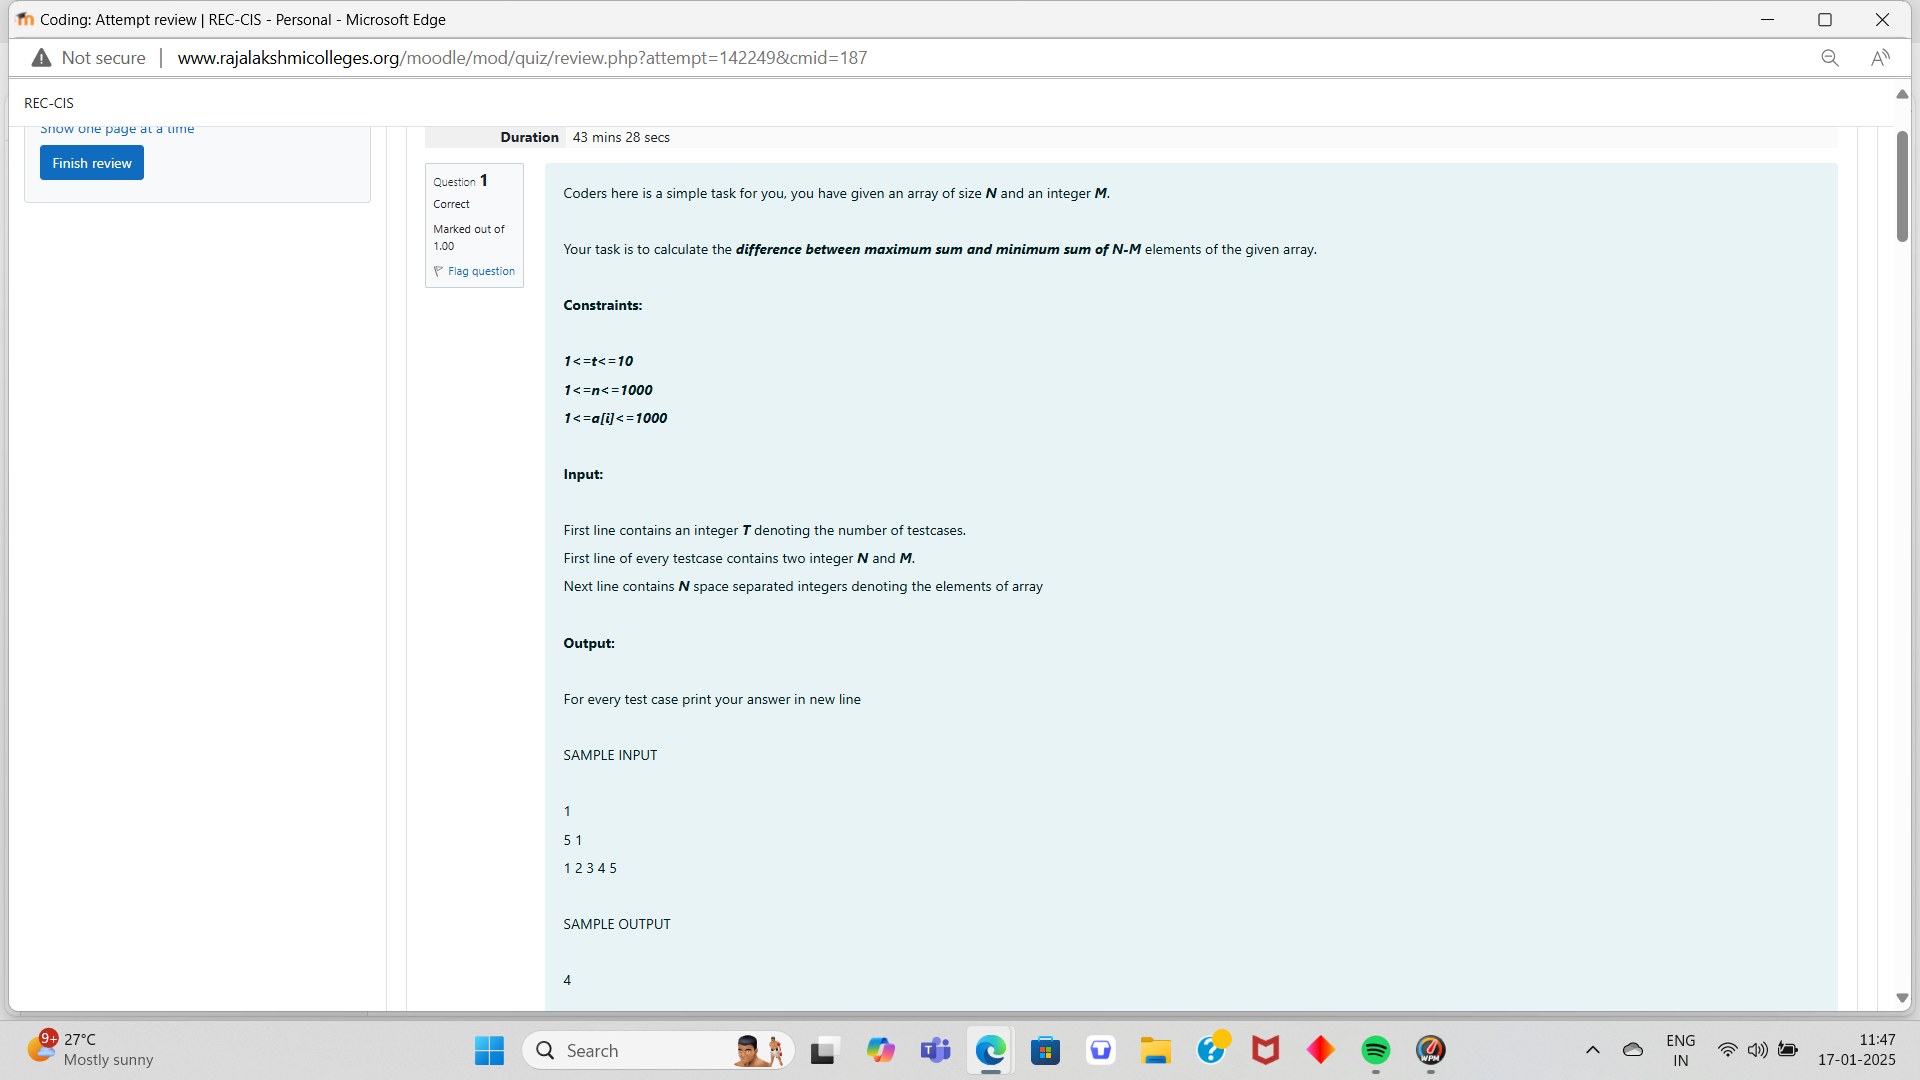 Coding: Attempt review | REC-CIS - Personal - Microsoft Edge
Not secure | www.rajalakshmicolleges.org/moodle/mod/quiz/review.php?attempt=142249&cmid=187
REC-CIS
Show one page at a time
Finish review
Duration 43 mins 28 secs
Question 1
Correct
Marked out of
1.00
Flag question
Coders here is a simple task for you, you have given an array of size N and an integer M.
Your task is to calculate the difference between maximum sum and minimum sum of N-M elements of the given array.
Constraints:
1<=t<=10
1<=n<=1000
1<=a[i]<=1000
Input:
First line contains an integer T denoting the number of testcases.
First line of every testcase contains two integer N and M.
Next line contains N space separated integers denoting the elements of array
Output:
For every test case print your answer in new line
SAMPLE INPUT
1
5 1
1 2 3 4 5
SAMPLE OUTPUT
4
9+
27°C
Mostly sunny
Search
WPM
ENG
IN
11:47
17-01-2025